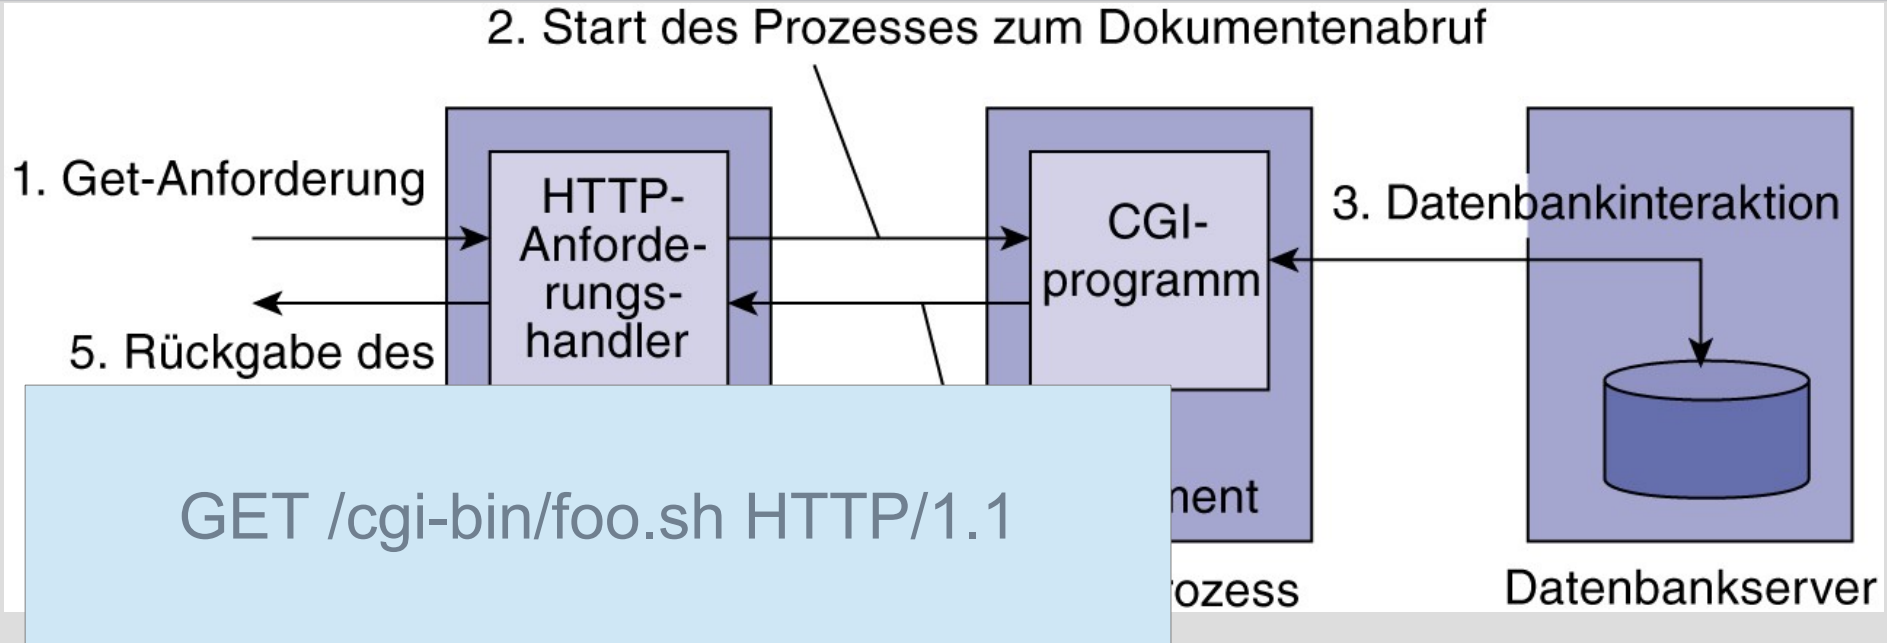 2. Start des Prozesses zum Dokumentenabruf
1. Get-Anforderung
HTTP-
Anforde-
rungs-
handler
CGI-
programm
3. Datenbankinteraktion
5. Rückgabe des
GET /cgi-bin/foo.sh HTTP/1.1
Datenbankserver